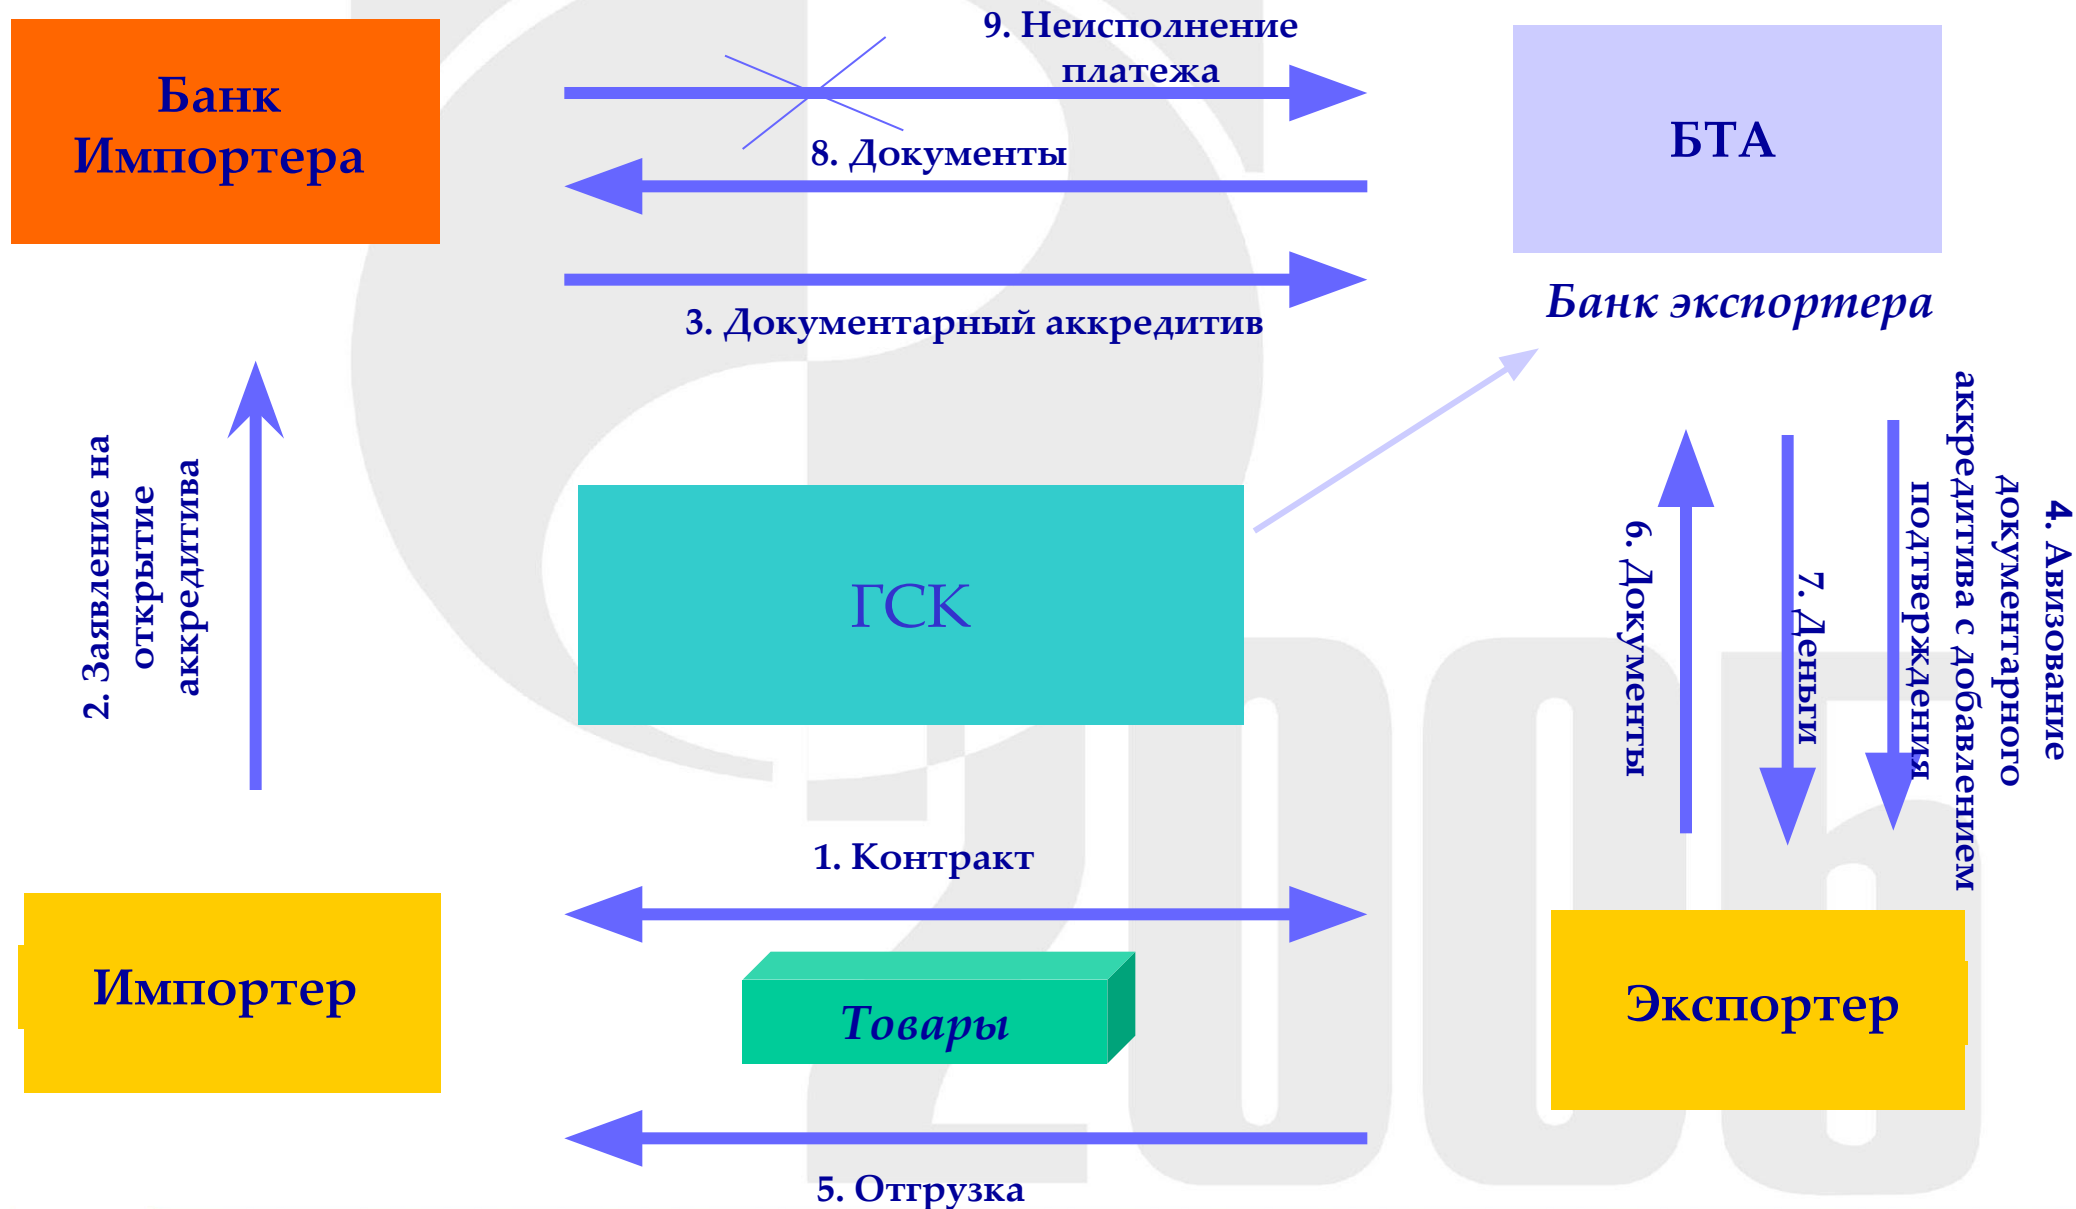 9. Неисполнение
платежа
Банк
Импортера
БТА
8. Документы
Банк экспортера
3. Документарный аккредитив
2. Заявление на
открытие
аккредитива
ГСК
6. Документы
7. Деньги
4. Авизование
документарного
аккредитива с добавлением
подтверждения
1. Контракт
Импортер
Товары
Экспортер
5. Отгрузка
2005